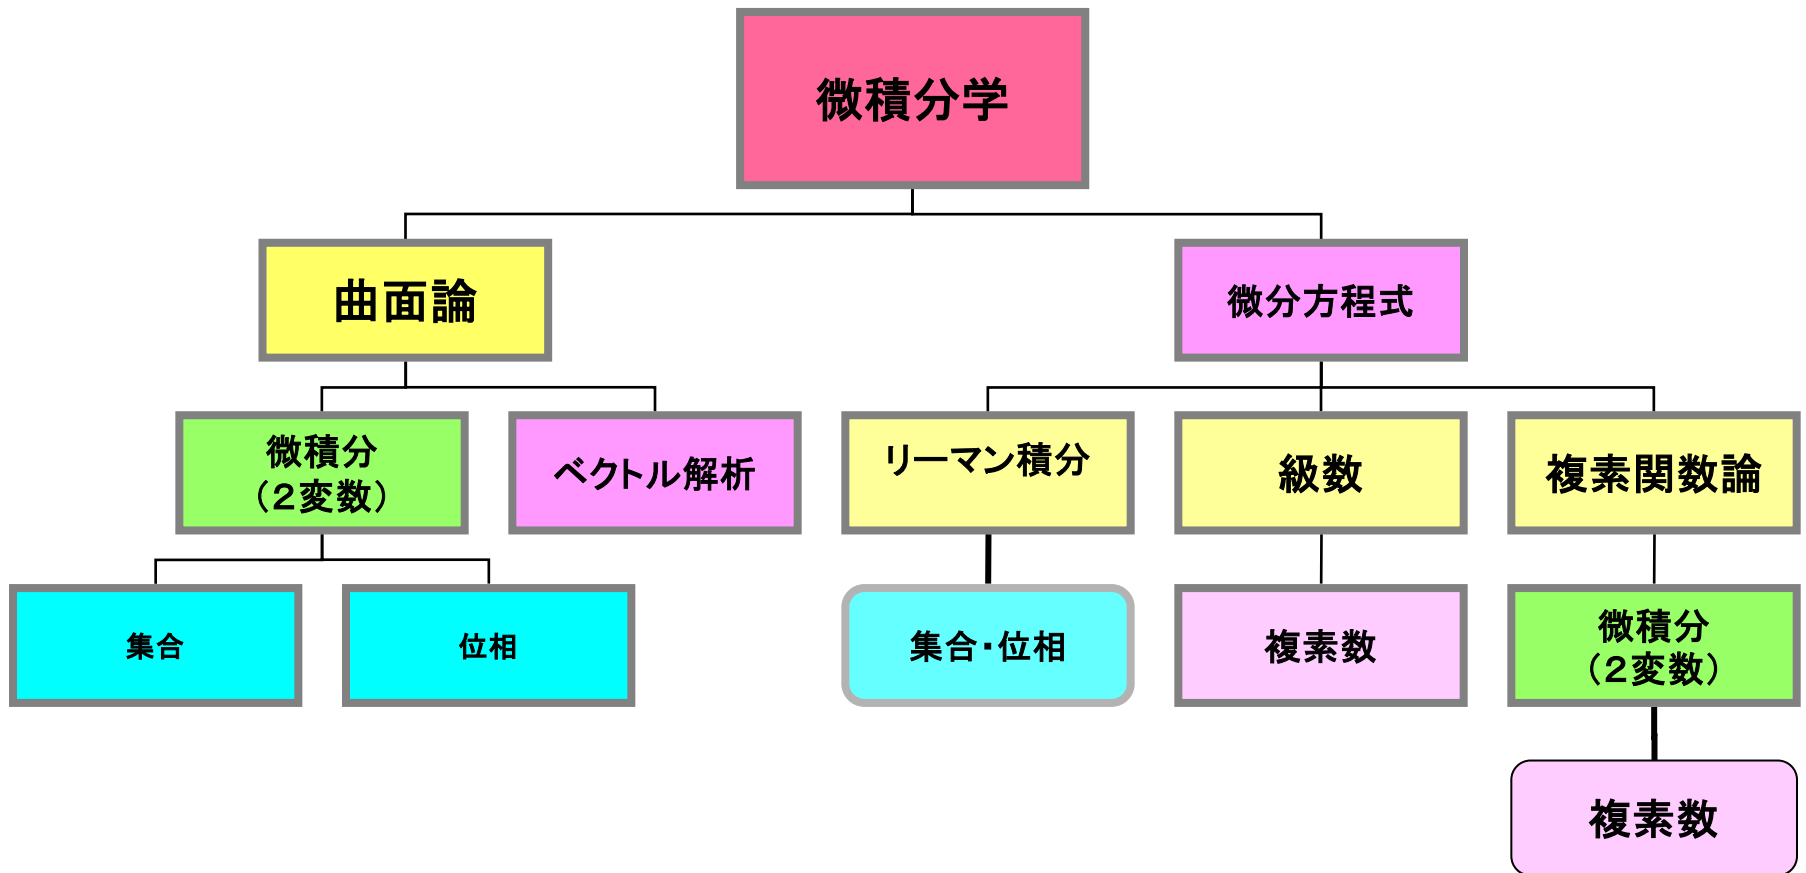 微積分学
曲面論
微分方程式
微積分
（２変数）
ベクトル解析
リーマン積分
級数
複素関数論
集合
位相
集合・位相
複素数
微積分
（２変数）
複素数